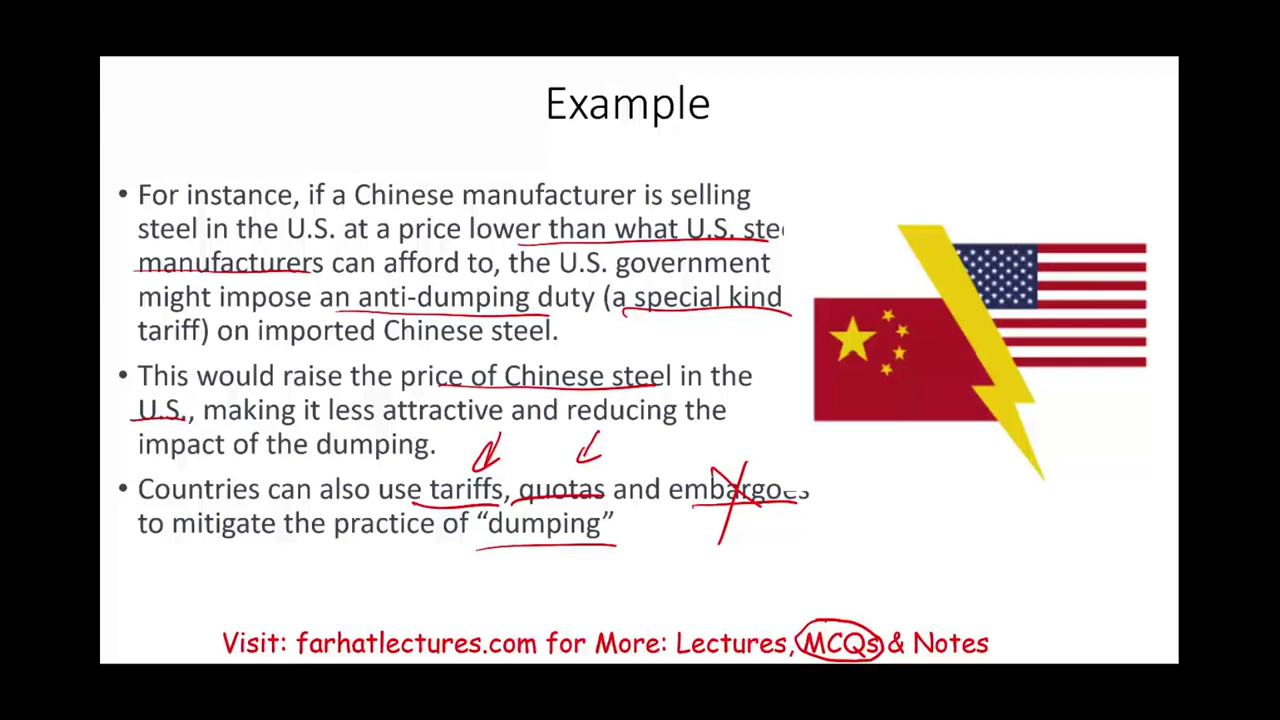 Example
• For instance, if a Chinese manufacturer is selling
steel in the U.S. at a price lower than what U.S. stee
manufacturers can afford to, the U.S. government
might impose an anti-dumping duty (a special kind
tariff) on imported Chinese steel.
• This would raise the price of Chinese steel in the
U.S., making it less attractive and reducing the
impact of the dumping.
• Countries can also use tariffs, quotas and embargoes
to mitigate the practice of “dumping”
Visit: farhatlectures.com for More: Lectures, MCQs & Notes